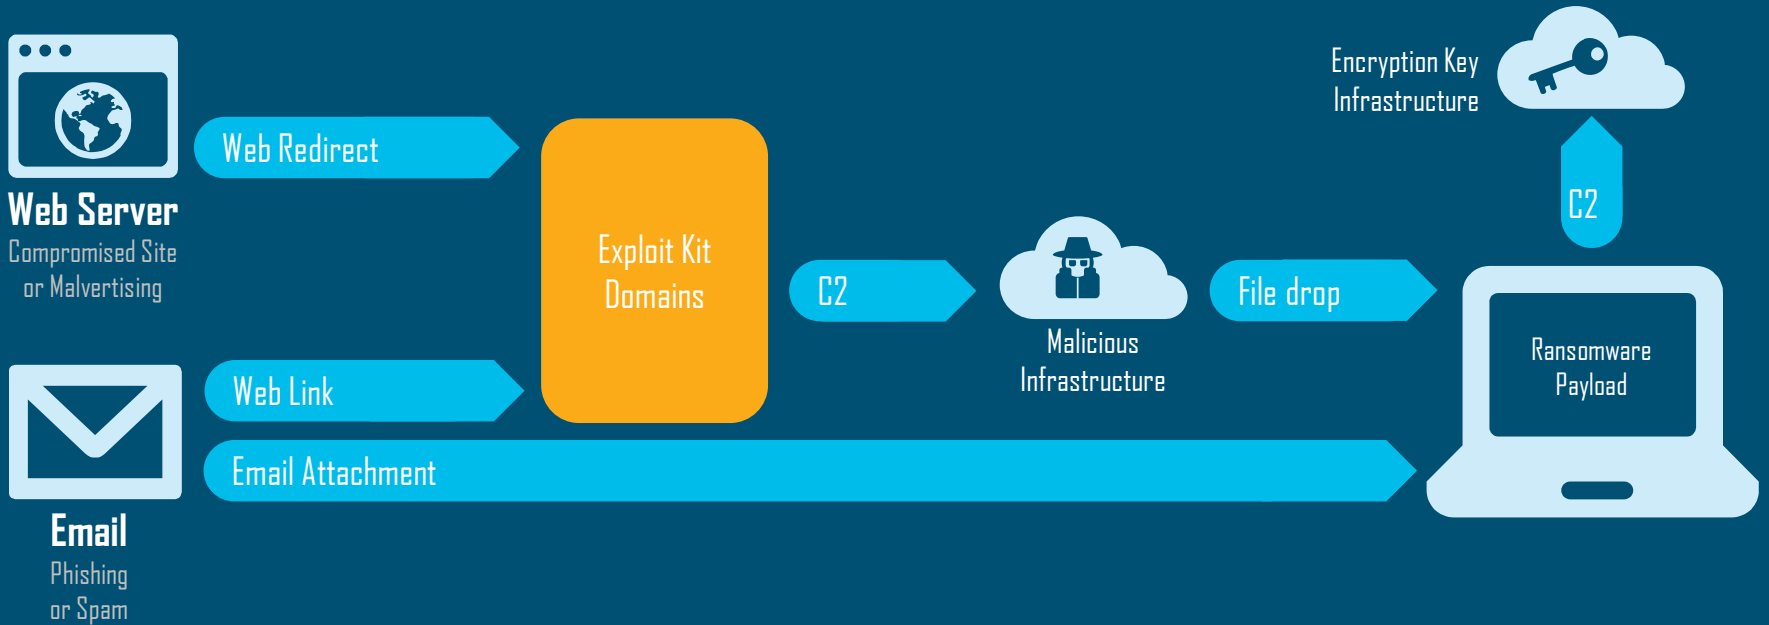 Web Server
Compromised Site
or Malvertising
Web Redirect
Email
Phishing
or Spam
Web Link
Email Attachment
Exploit Kit
Domains
C2
Malicious
Infrastructure
File drop
Encryption Key
Infrastructure
C2
Ransomware
Payload